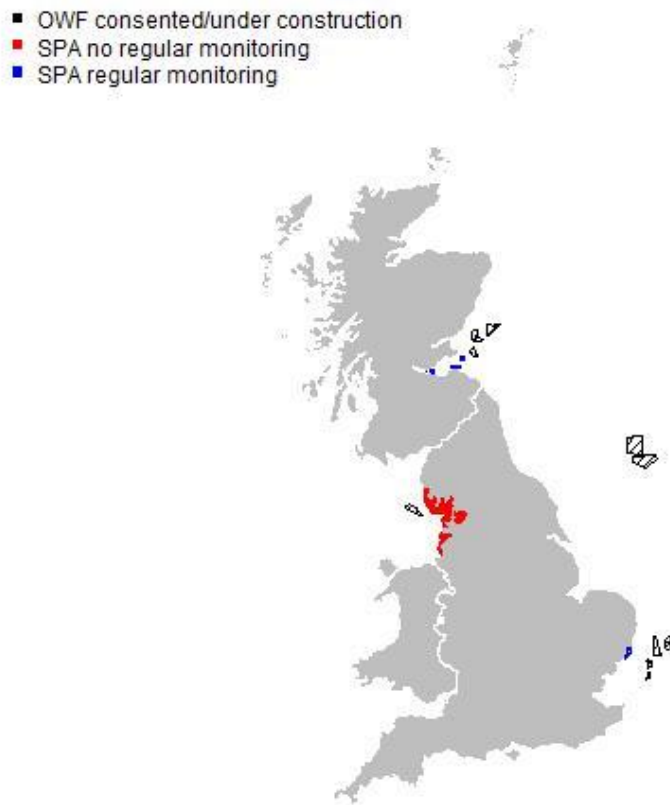 OWF consented/under construction
SPA no regular monitoring
SPA regular monitoring